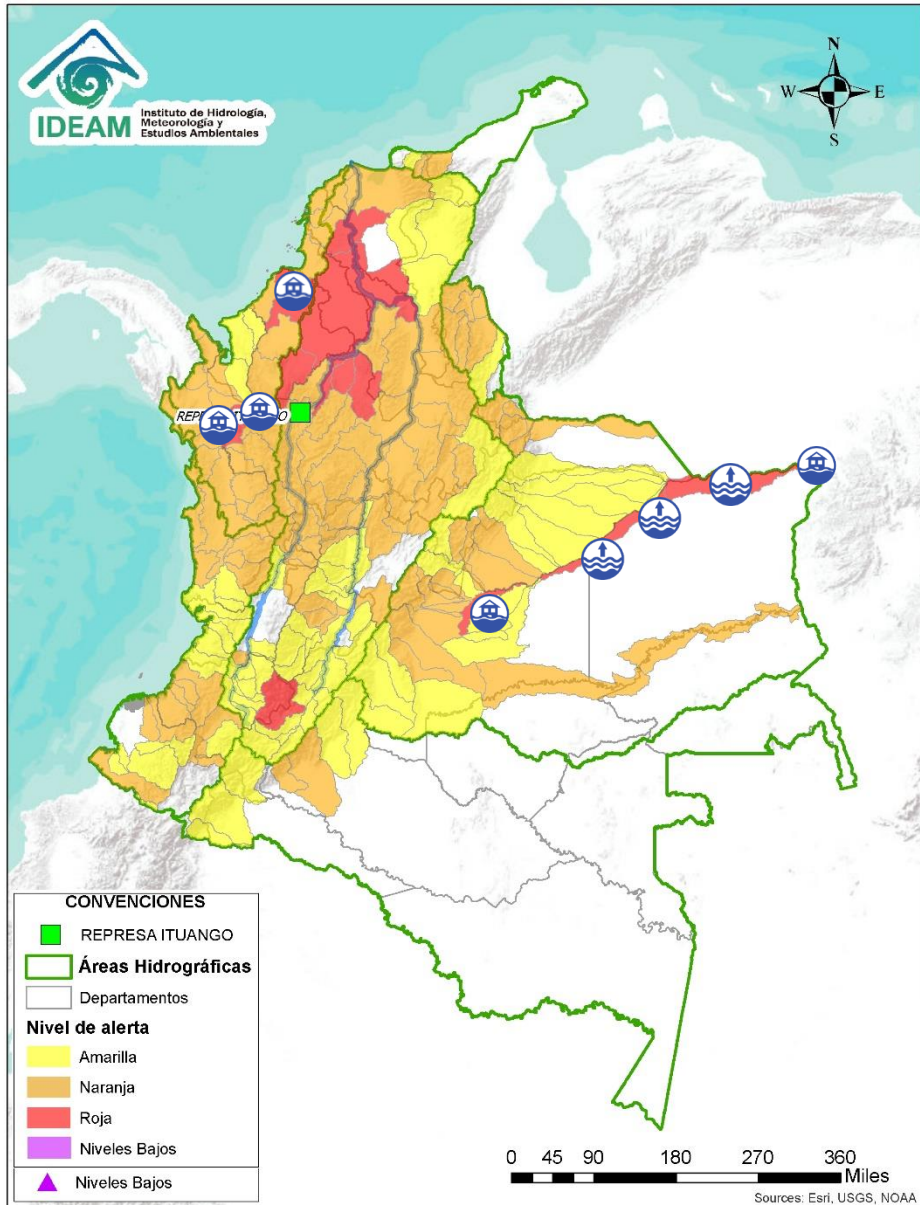 IDEAM
Instituto de Hidrología,
Meteorología y
Estudios Ambientales
N
W
E
S
CONVENCIONES
REPRESA ITUANGO
Áreas Hidrográficas
Departamentos
Nivel de alerta
Amarilla
Naranja
Roja
Niveles Bajos
Niveles Bajos
0 45 90 180 270 360
Miles
Sources: Esri, USGS, NOAA